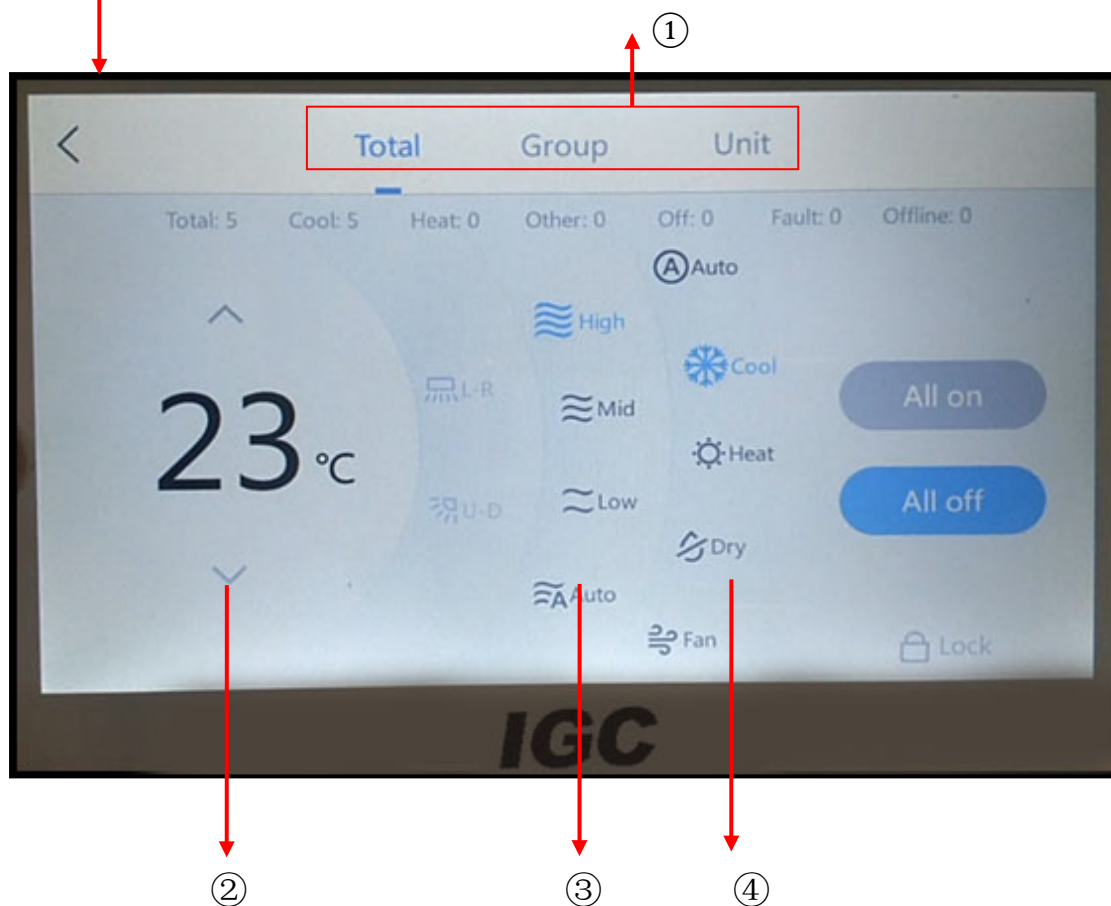 ①
Total Group Unit
Total: 5 Cool: 5 Heat: 0 Other: 0 Off: 0 Fault: 0 Offline: 0
A Auto
High
Cool
L-R
All on
Mid
23 °C
Heat
Low
All off
U-D
Dry
A Auto
Fan
Lock
IGC
② ③ ④